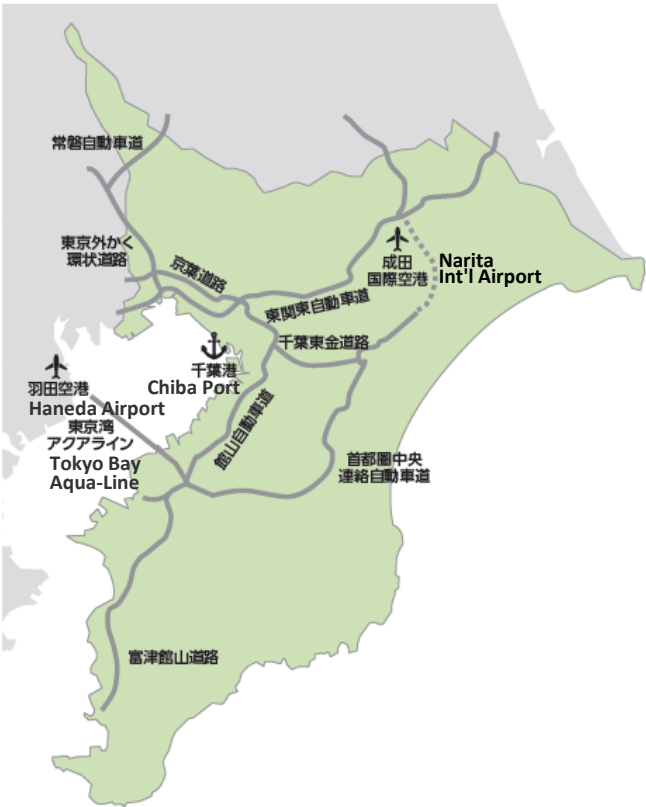 常磐自動車道
東京外かく
環状道路
京葉道路
成田
国際空港
Narita
Int'l Airport
東関東自動車道
千葉東金道路
千葉港
Chiba Port
羽田空港
Haneda Airport
東京湾
アクアライン
Tokyo Bay
Aqua-Line
館山自動車道
首都圏中央
連絡自動車道
富津館山道路